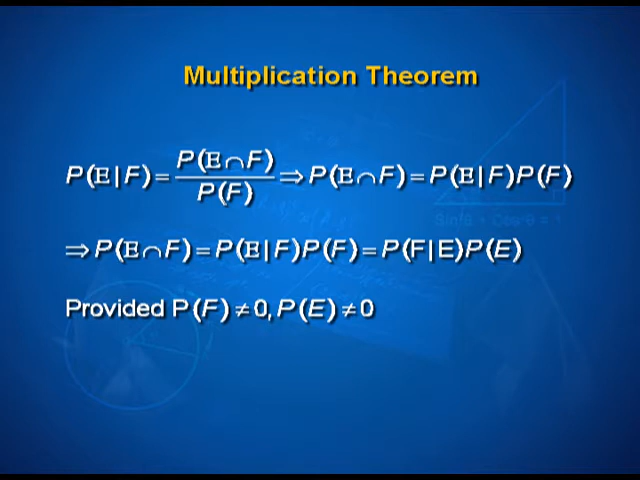 Multiplication Theorem
P(E|F) = P(E∩F)/P(F) ⇒ P(E∩F) = P(E|F)P(F)
⇒ P(E∩F) = P(E|F)P(F) = P(F|E)P(E)
Provided P(F) ≠ 0, P(E) ≠ 0